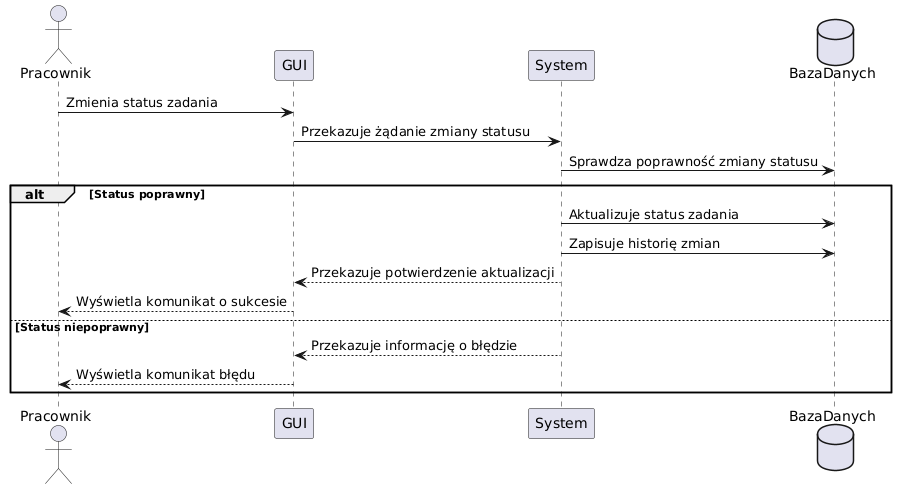 Pracownik
GUI
System
BazaDanych
Zmienia status zadania
Przekazuje żądanie zmiany statusu
Sprawdza poprawność zmiany statusu
alt [Status poprawny]
Aktualizuje status zadania
Zapisuje historię zmian
Przekazuje potwierdzenie aktualizacji
Wyświetla komunikat o sukcesie
[Status niepoprawny]
Przekazuje informację o błędzie
Wyświetla komunikat błędu
Pracownik
GUI
System
BazaDanych